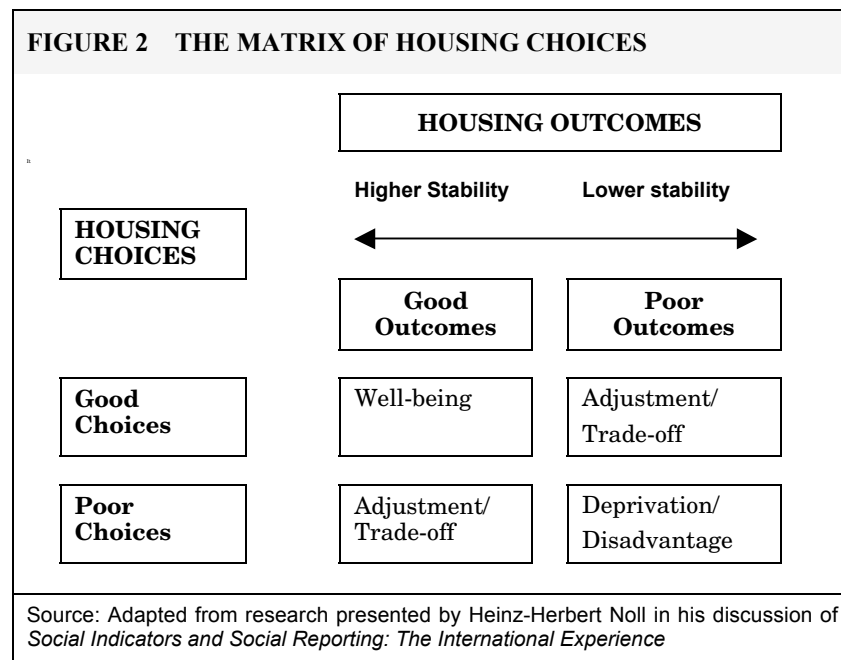 FIGURE 2 THE MATRIX OF HOUSING CHOICES
HOUSING OUTCOMES
h
Higher Stability Lower stability
HOUSING
CHOICES
Good
Outcomes
Poor
Outcomes
Good
Choices
Well-being
Adjustment/
Trade-off
Poor
Choices
Adjustment/
Trade-off
Deprivation/
Disadvantage
Source: Adapted from research presented by Heinz-Herbert Noll in his discussion of
Social Indicators and Social Reporting: The International Experience